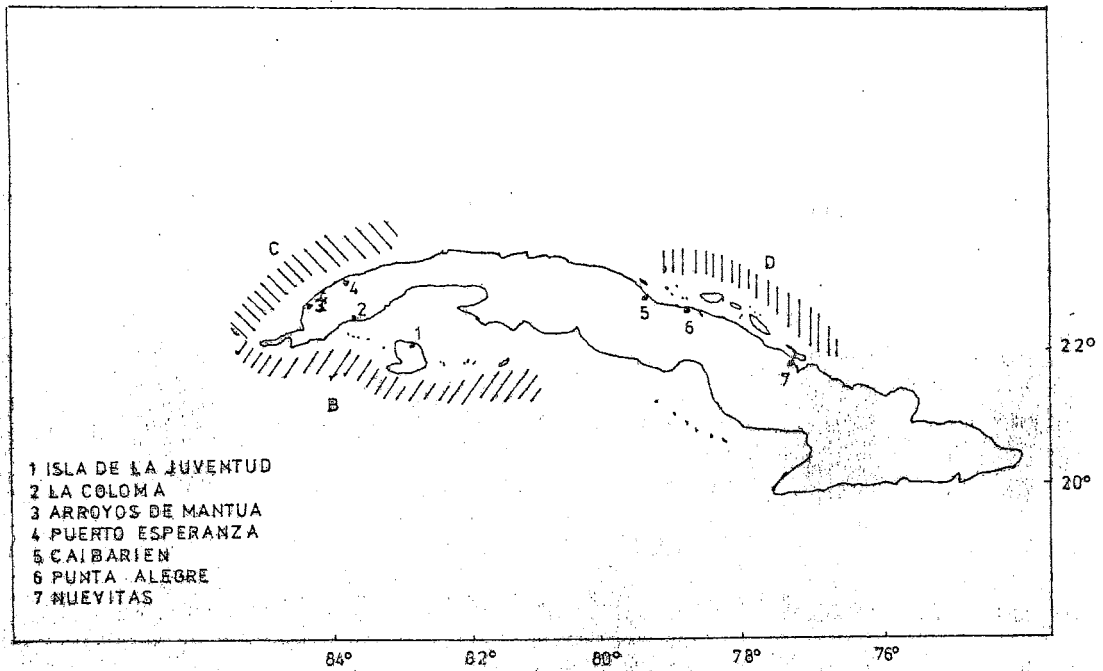 C
D
4
3
2
5
6
1
7
B
22°
20°
1 ISLA DE LA JUVENTUD
2 LA COLOMA
3 ARROYOS DE MANTUA
4 PUERTO ESPERANZA
5 CAIBARIEN
6 PUNTA ALEGRE
7 NUEVITAS
84° 82° 80° 78° 76°